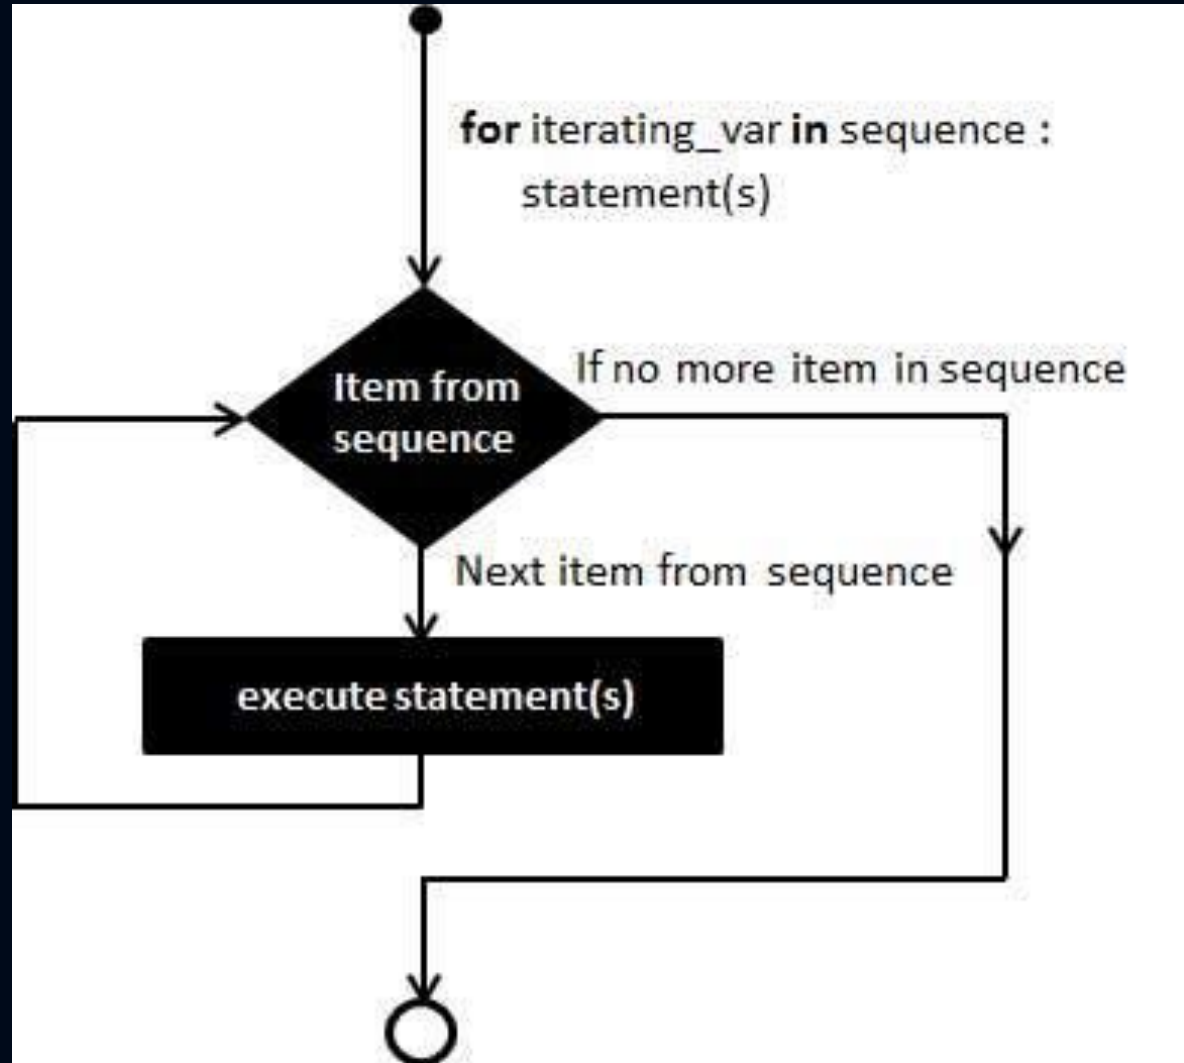 for iterating_var in sequence :
statement(s)
If no more item in sequence
Item from
sequence
Next item from sequence
execute statement(s)